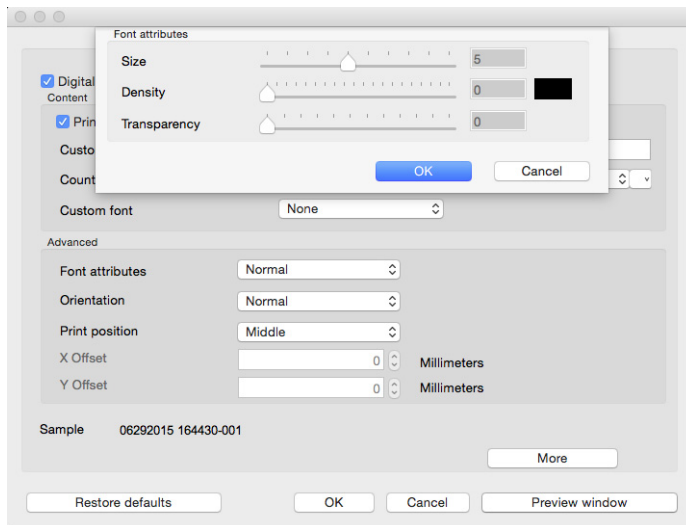 Font attributes
Size 5
Density 0
Transparency 0
OK Cancel
Digital
Content
Prin
Custo
Count
Custom font None
Advanced
Font attributes Normal
Orientation Normal
Print position Middle
X Offset 0 Millimeters
Y Offset 0 Millimeters
Sample 06292015 164430-001
More
Restore defaults OK Cancel Preview window